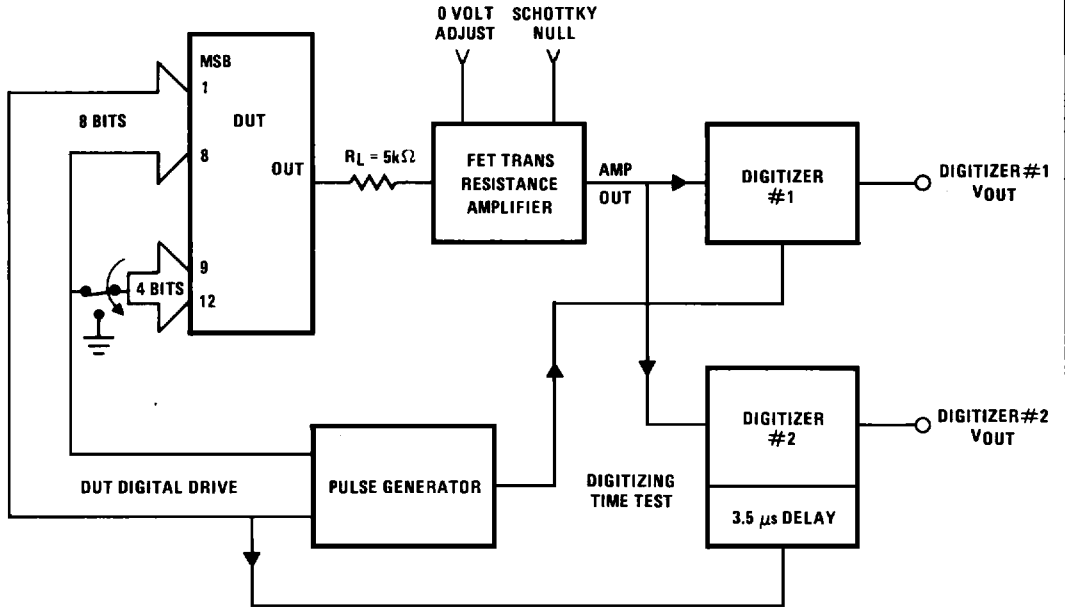 0 VOLT
ADJUST
SCHOTTKY
NULL
MSB
1
8 BITS
DUT
8
OUT
R_L = 5kΩ
FET TRANS
RESISTANCE
AMPLIFIER
AMP
OUT
DIGITIZER
#1
DIGITIZER #1
VOUT
9
4 BITS
12
DIGITIZER
#2
DIGITIZER #2
VOUT
DUT DIGITAL DRIVE
PULSE GENERATOR
DIGITIZING
TIME TEST
3.5 µs DELAY